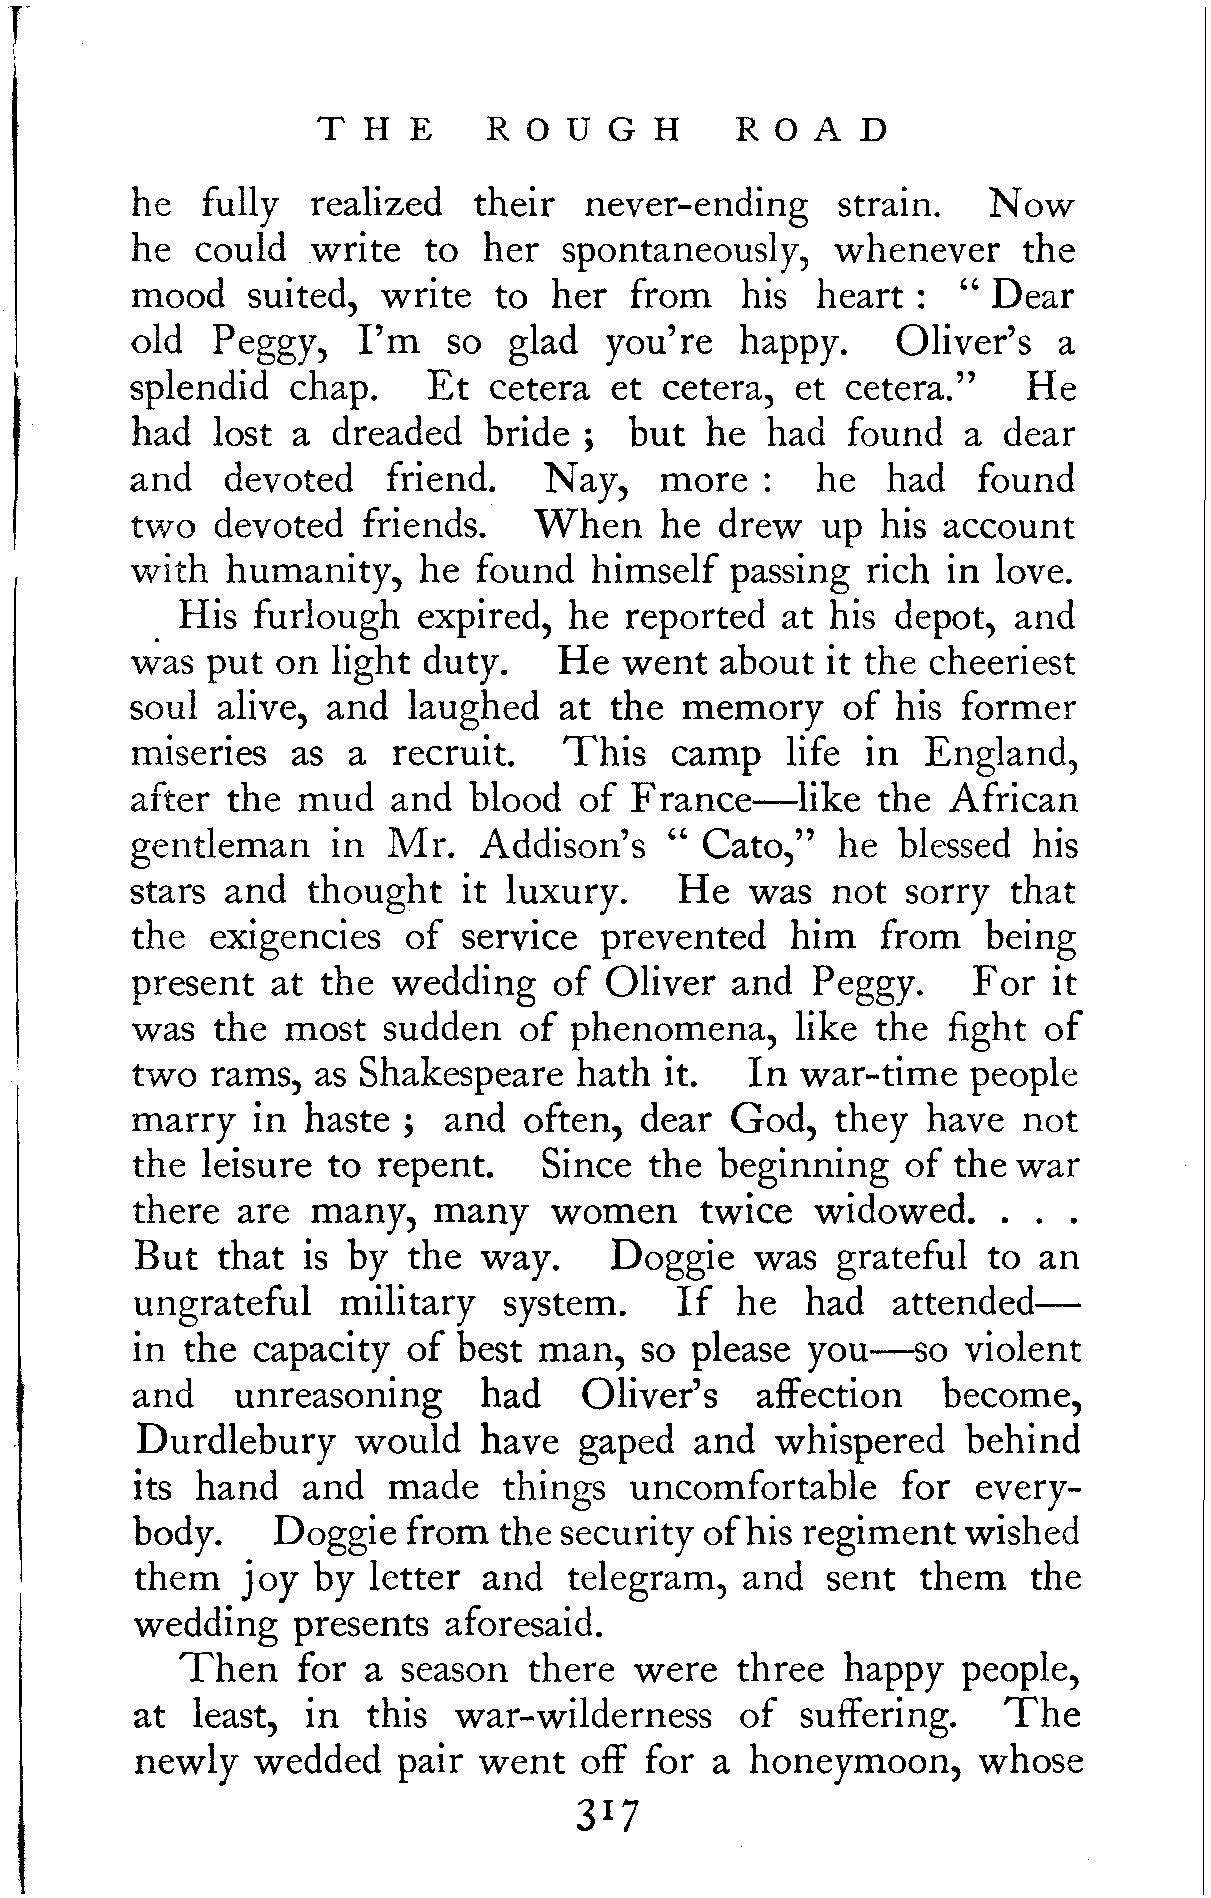 THE ROUGH ROAD
he fully realized their never-ending strain. Now
he could write to her spontaneously, whenever the
mood suited, write to her from his heart : “ Dear
old Peggy, I’m so glad you’re happy. Oliver’s a
splendid chap. Et cetera et cetera, et cetera.” He
had lost a dreaded bride ; but he had found a dear
and devoted friend. Nay, more : he had found
two devoted friends. When he drew up his account
with humanity, he found himself passing rich in love.
His furlough expired, he reported at his depot, and
was put on light duty. He went about it the cheeriest
soul alive, and laughed at the memory of his former
miseries as a recruit. This camp life in England,
after the mud and blood of France—like the African
gentleman in Mr. Addison’s “ Cato,” he blessed his
stars and thought it luxury. He was not sorry that
the exigencies of service prevented him from being
present at the wedding of Oliver and Peggy. For it
was the most sudden of phenomena, like the fight of
two rams, as Shakespeare hath it. In war-time people
marry in haste ; and often, dear God, they have not
the leisure to repent. Since the beginning of the war
there are many, many women twice widowed. . . .
But that is by the way. Doggie was grateful to an
ungrateful military system. If he had attended—
in the capacity of best man, so please you—so violent
and unreasoning had Oliver’s affection become,
Durdlebury would have gaped and whispered behind
its hand and made things uncomfortable for every-
body. Doggie from the security of his regiment wished
them joy by letter and telegram, and sent them the
wedding presents aforesaid.
Then for a season there were three happy people,
at least, in this war-wilderness of suffering. The
newly wedded pair went off for a honeymoon, whose
317